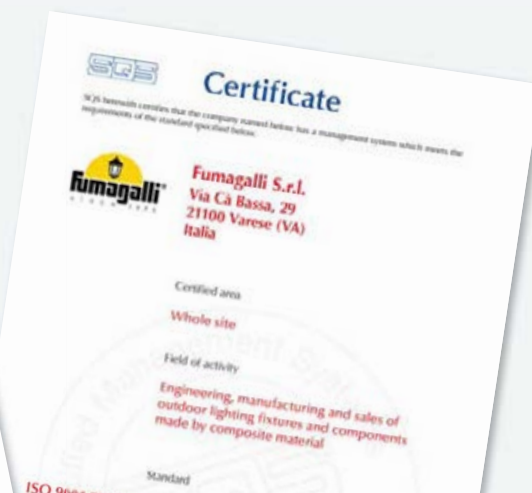 SQS
Certificate
SQS herewith certifies that the company named below has a management system which meets the
requirements of the standard specified below.
Fumagalli
Fumagalli S.r.l.
Via Cà Bassa, 29
21100 Varese (VA)
Italia
Certified area
Whole site
Field of activity
Engineering, manufacturing and sales of
outdoor lighting fixtures and components
made by composite material
Standard
ISO